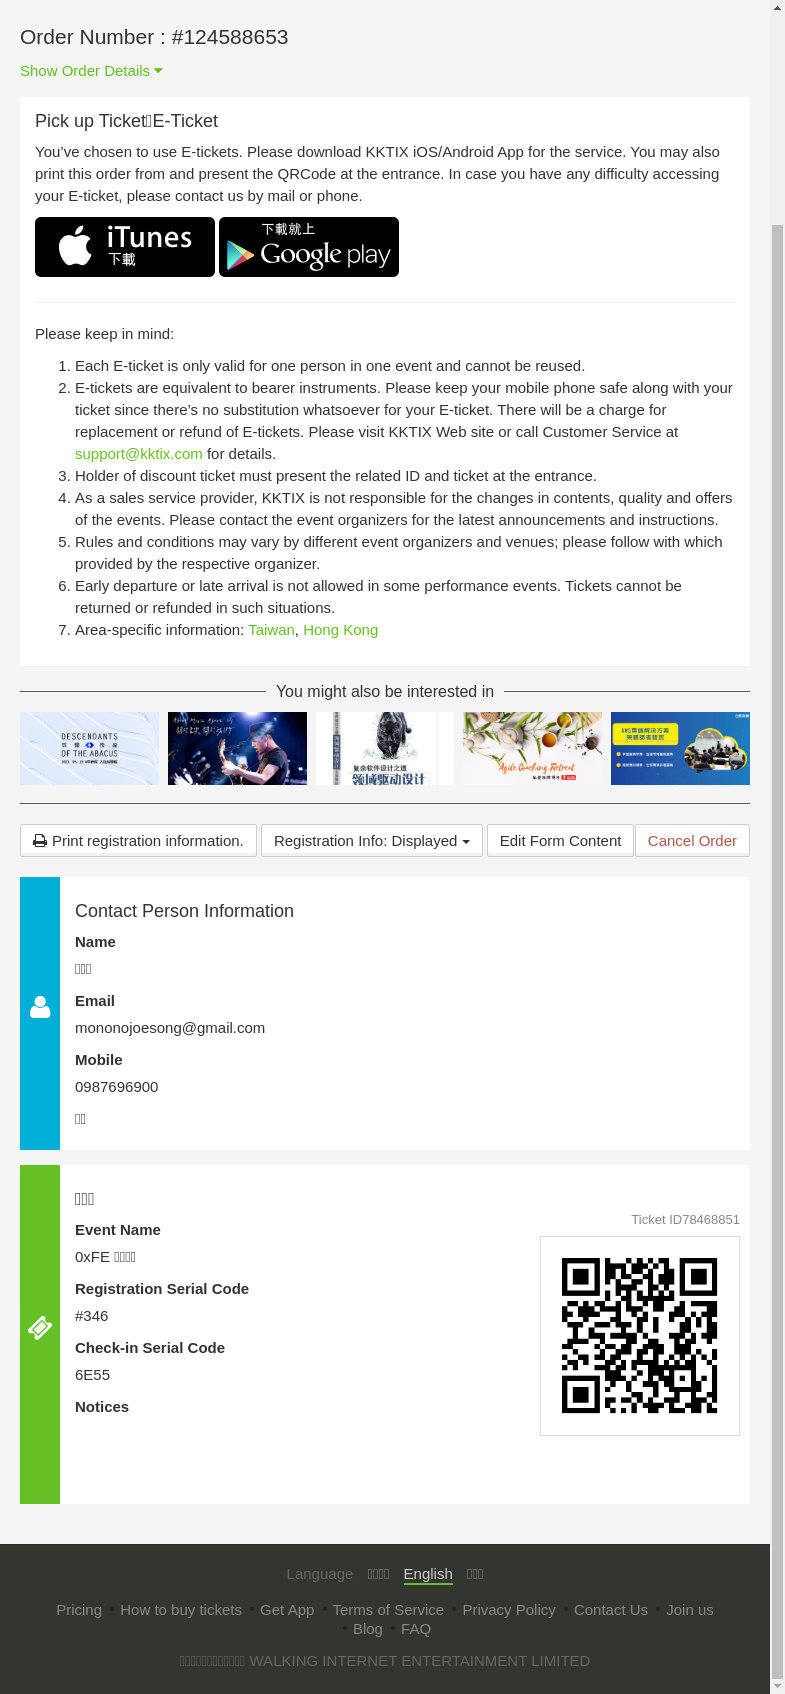 Order Number : #124588653
Show Order Details
Pick up Ticket E-Ticket
You’ve chosen to use E-tickets. Please download KKTIX iOS/Android App for the service. You may also
print this order from and present the QRCode at the entrance. In case you have any difficulty accessing
your E-ticket, please contact us by mail or phone.
iTunes
下載
下載就上
Google play
Please keep in mind:
1. Each E-ticket is only valid for one person in one event and cannot be reused.
2. E-tickets are equivalent to bearer instruments. Please keep your mobile phone safe along with your
ticket since there’s no substitution whatsoever for your E-ticket. There will be a charge for
replacement or refund of E-tickets. Please visit KKTIX Web site or call Customer Service at
support@kktix.com for details.
3. Holder of discount ticket must present the related ID and ticket at the entrance.
4. As a sales service provider, KKTIX is not responsible for the changes in contents, quality and offers
of the events. Please contact the event organizers for the latest announcements and instructions.
5. Rules and conditions may vary by different event organizers and venues; please follow with which
provided by the respective organizer.
6. Early departure or late arrival is not allowed in some performance events. Tickets cannot be
returned or refunded in such situations.
7. Area-specific information: Taiwan, Hong Kong
You might also be interested in
DESCENDANTS
OF THE ABACUS
复杂软件设计之道
领域驱动设计
Agile Coaching Retreat
Print registration information.
Registration Info: Displayed
Edit Form Content
Cancel Order
Contact Person Information
Name
Email
mononojoesong@gmail.com
Mobile
0987696900
Ticket ID78468851
Event Name
0xFE
Registration Serial Code
#346
Check-in Serial Code
6E55
Notices
Language English
Pricing • How to buy tickets • Get App • Terms of Service • Privacy Policy • Contact Us • Join us
• Blog • FAQ
WALKING INTERNET ENTERTAINMENT LIMITED